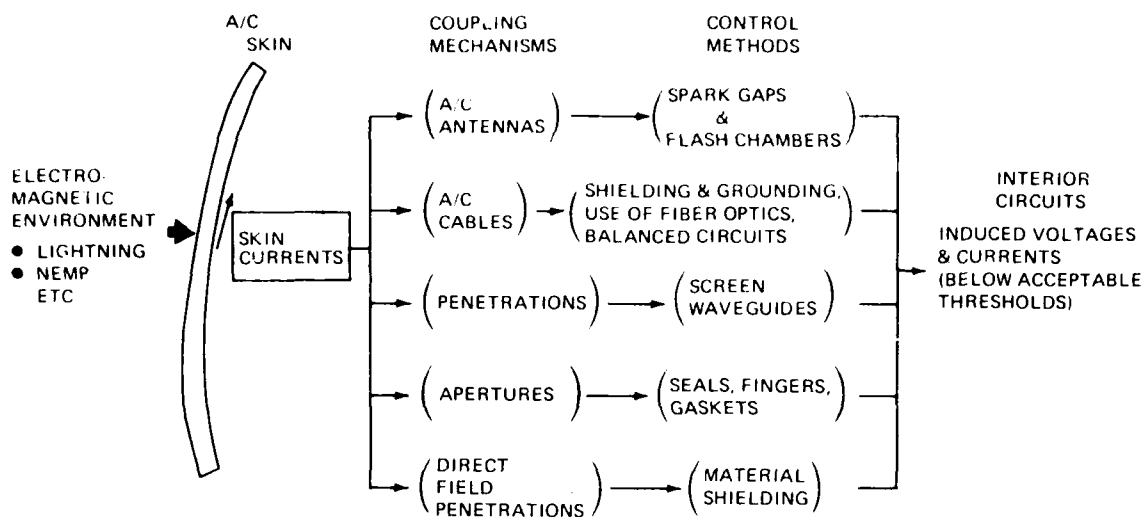 A/C
SKIN
COUPLING
MECHANISMS
CONTROL
METHODS
ELECTRO-
MAGNETIC
ENVIRONMENT
● LIGHTNING
● NEMP
ETC
SKIN
CURRENTS
(A/C
ANTENNAS)
(SPARK GAPS
&
FLASH CHAMBERS)
(A/C
CABLES)
(SHIELDING & GROUNDING,
USE OF FIBER OPTICS,
BALANCED CIRCUITS)
(PENETRATIONS)
(SCREEN
WAVEGUIDES)
(APERTURES)
(SEALS, FINGERS,
GASKETS)
(DIRECT
FIELD
PENETRATIONS)
(MATERIAL
SHIELDING)
INTERIOR
CIRCUITS
INDUCED VOLTAGES
& CURRENTS
(BELOW ACCEPTABLE
THRESHOLDS)